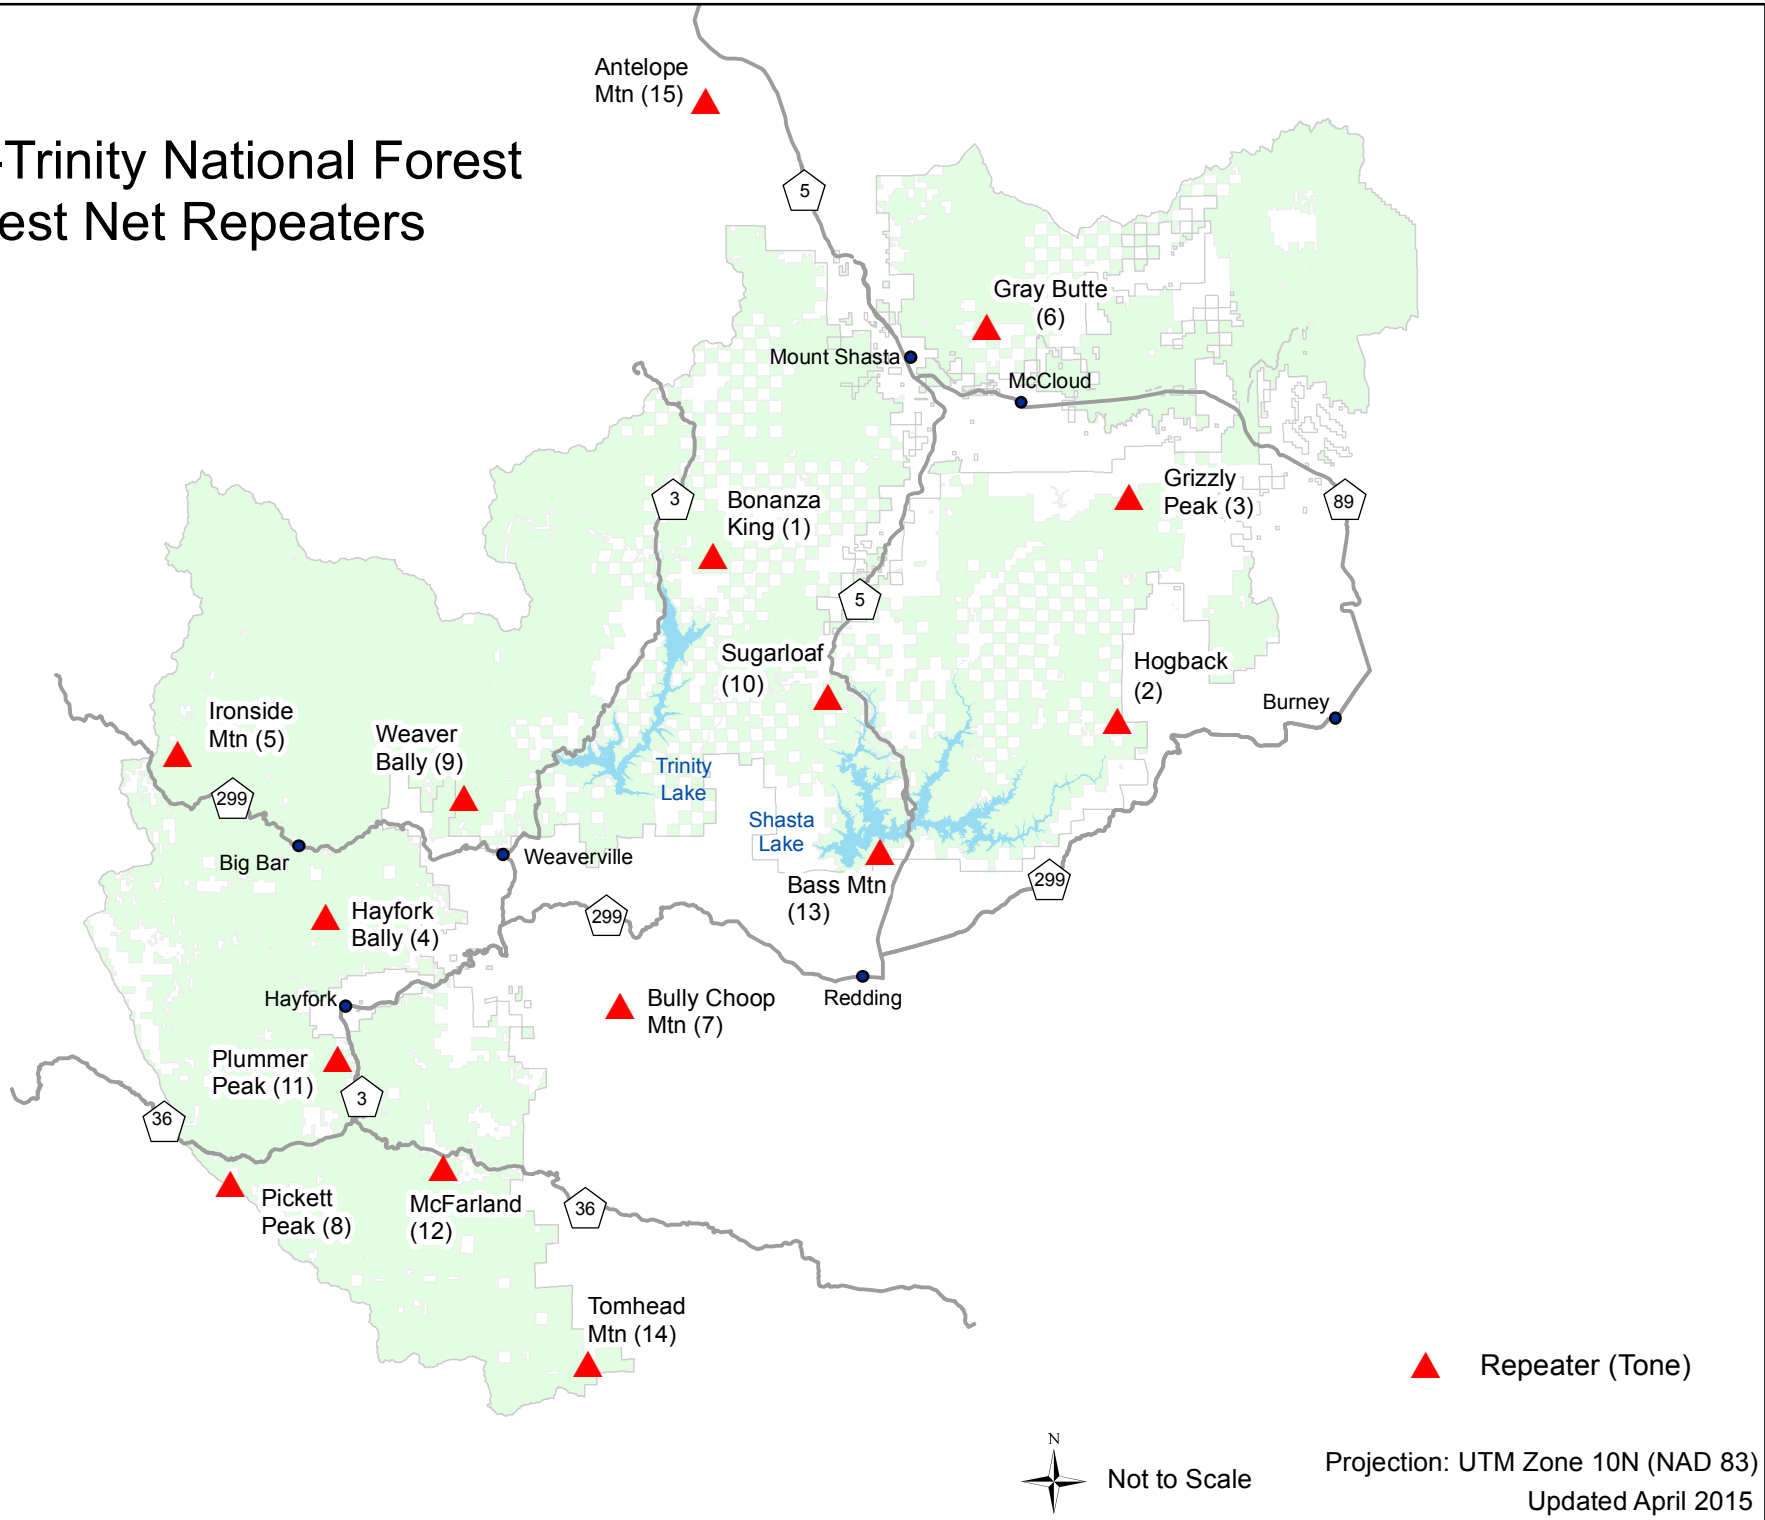 Antelope
Mtn (15)
-Trinity National Forest
est Net Repeaters
5
Gray Butte
(6)
Mount Shasta
McCloud
Grizzly
Peak (3)
89
3
Bonanza
King (1)
5
Sugarloaf
(10)
Hogback
(2)
Burney
Ironside
Mtn (5)
Weaver
Bally (9)
299
Trinity
Lake
Shasta
Lake
Big Bar
Weaverville
Bass Mtn
(13)
299
Hayfork
Bally (4)
299
Hayfork
Bully Choop
Mtn (7)
Redding
Plummer
Peak (11)
3
36
Pickett
Peak (8)
McFarland
(12)
36
Tomhead
Mtn (14)
Repeater (Tone)
N
Not to Scale
Projection: UTM Zone 10N (NAD 83)
Updated April 2015